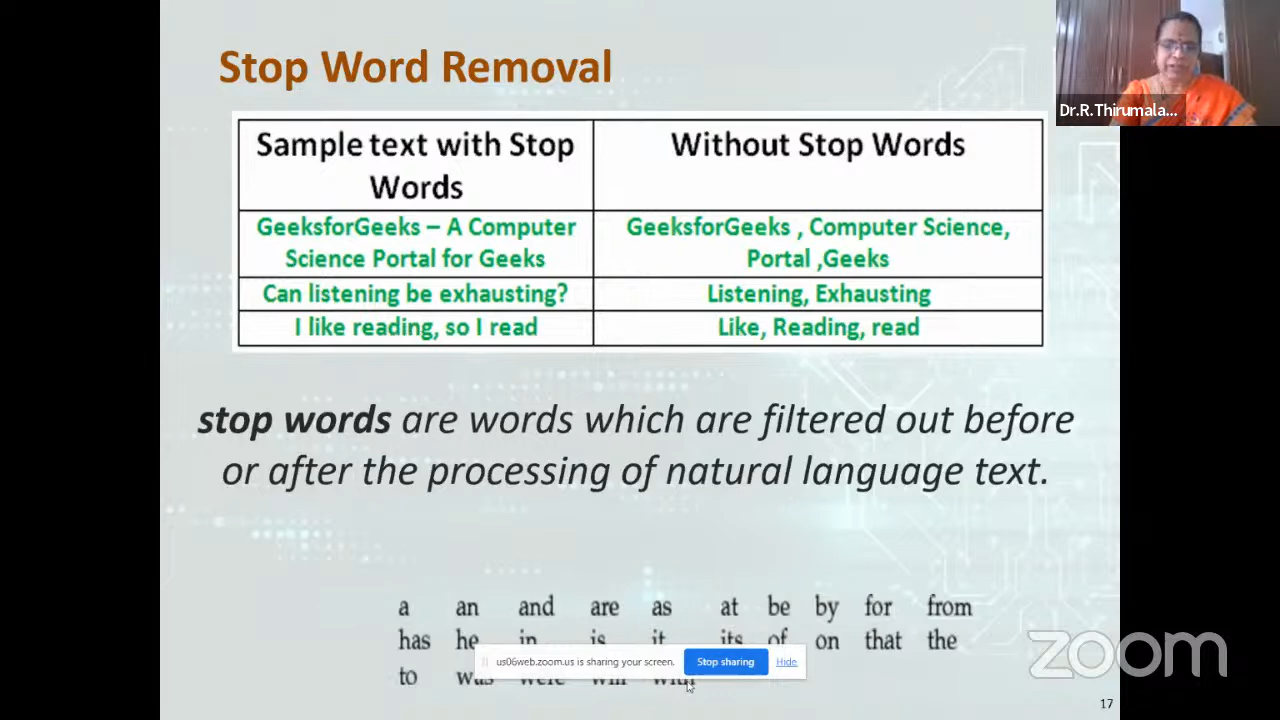 Stop Word Removal
Dr.R.Thirumala...
Sample text with Stop Words
Without Stop Words
GeeksforGeeks – A Computer Science Portal for Geeks
GeeksforGeeks , Computer Science, Portal ,Geeks
Can listening be exhausting?
Listening, Exhausting
I like reading, so I read
Like, Reading, read
stop words are words which are filtered out before
or after the processing of natural language text.
a an and are as at be by for from
has he in is it its of on that the
to was were will with
us06web.zoom.us is sharing your screen. Stop sharing Hide
zoom
17